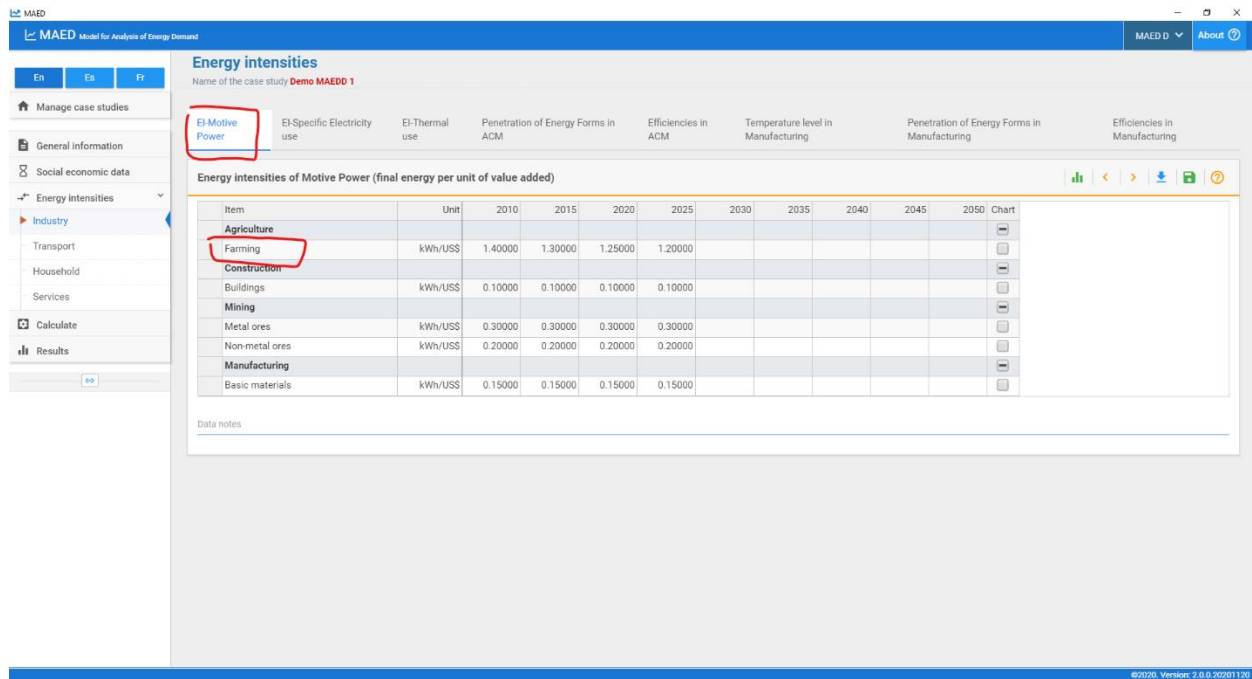 MAED
MAED Model for Analysis of Energy Demand
MAED D
About
En Es Fr
Manage case studies
General information
Social economic data
Energy intensities
Industry
Transport
Household
Services
Calculate
Results
Energy intensities
Name of the case study Demo MAEDD 1
EI-Motive Power
EI-Specific Electricity use
EI-Thermal use
Penetration of Energy Forms in ACM
Efficiencies in ACM
Temperature level in Manufacturing
Penetration of Energy Forms in Manufacturing
Efficiencies in Manufacturing
Energy intensities of Motive Power (final energy per unit of value added)
Item Unit 2010 2015 2020 2025 2030 2035 2040 2045 2050 Chart
Agriculture
Farming kWh/US$ 1.40000 1.30000 1.25000 1.20000
Construction
Buildings kWh/US$ 0.10000 0.10000 0.10000 0.10000
Mining
Metal ores kWh/US$ 0.30000 0.30000 0.30000 0.30000
Non-metal ores kWh/US$ 0.20000 0.20000 0.20000 0.20000
Manufacturing
Basic materials kWh/US$ 0.15000 0.15000 0.15000 0.15000
Data notes
©2020. Version: 2.0.0.20201120